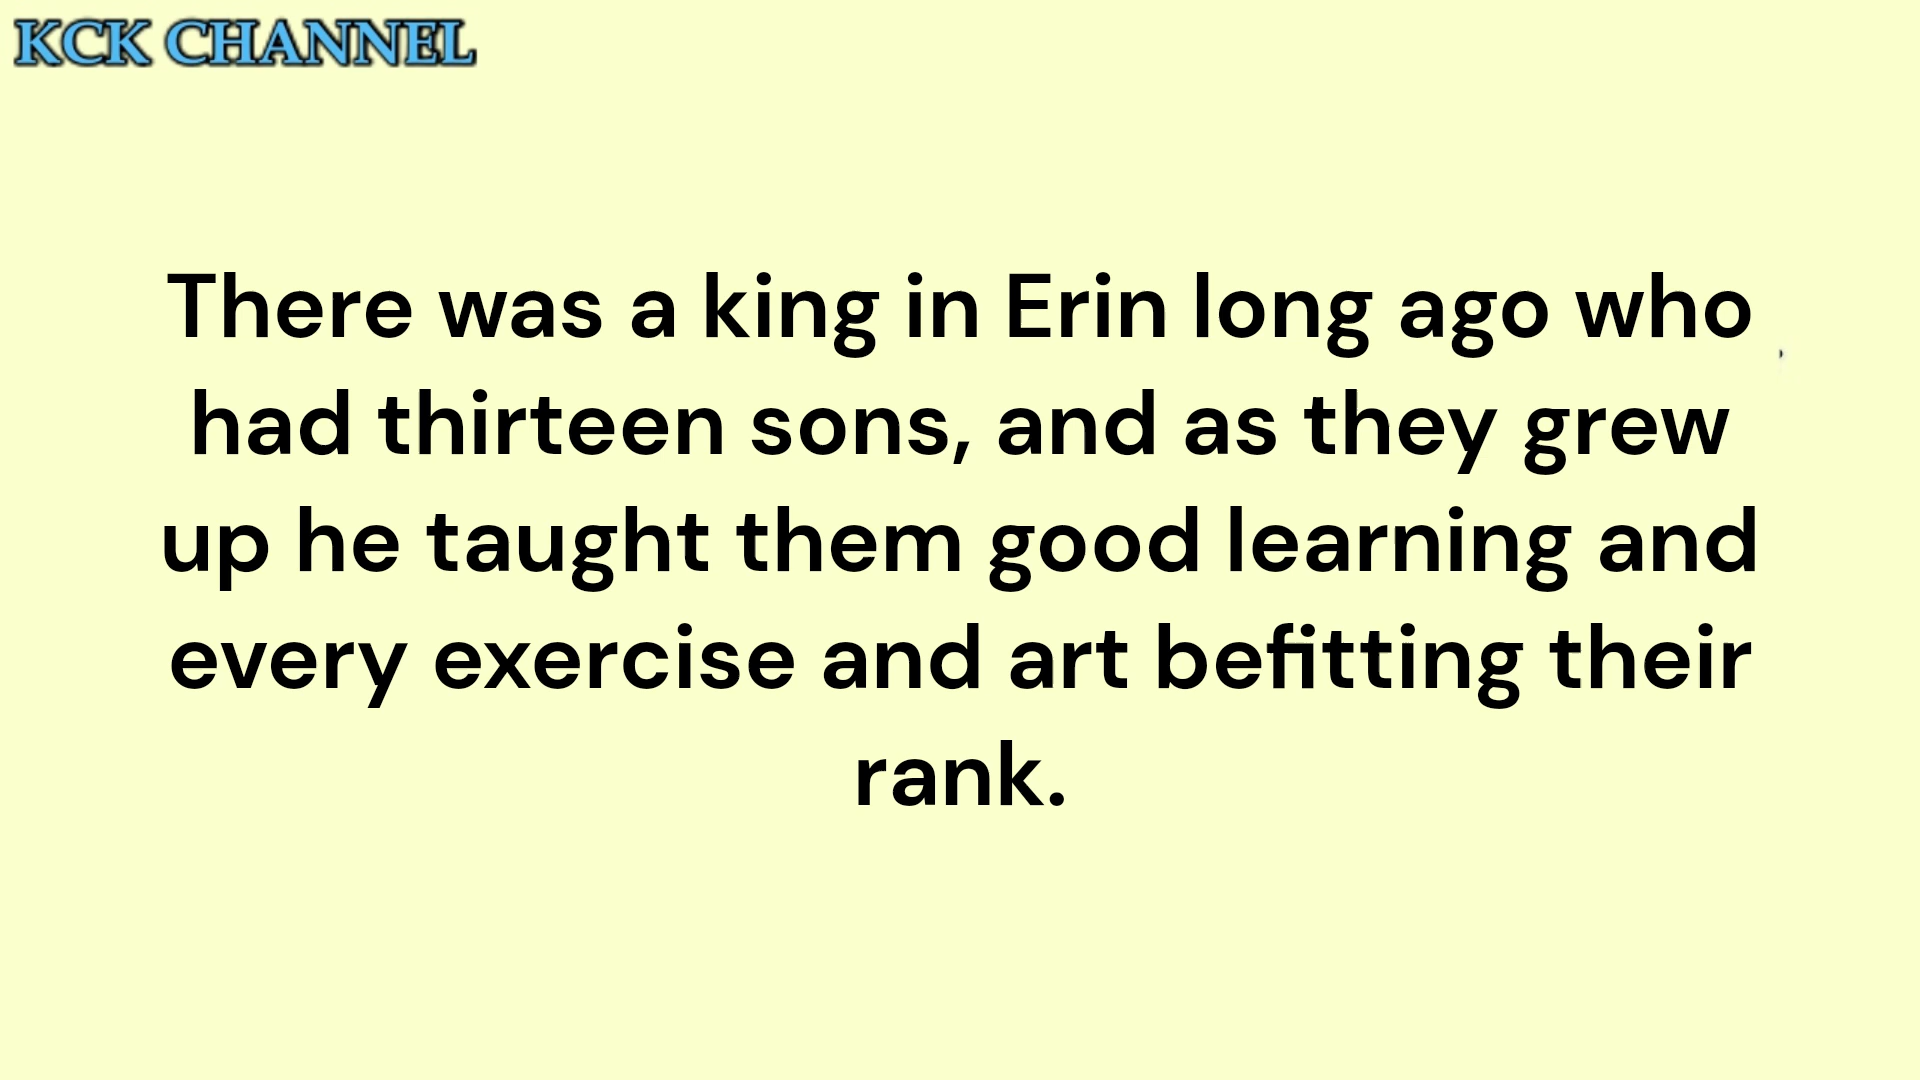 KCK CHANNEL
There was a king in Erin long ago who
had thirteen sons, and as they grew
up he taught them good learning and
every exercise and art befitting their
rank.